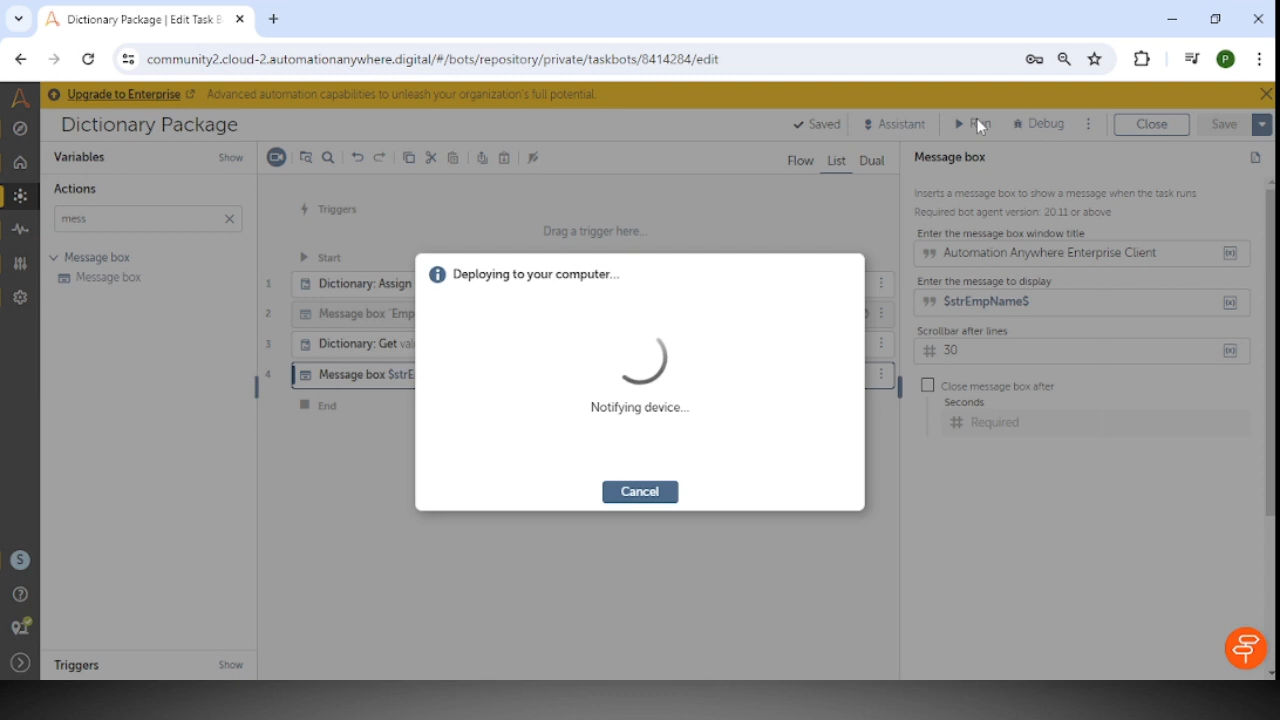 Dictionary Package | Edit Task B
community2.cloud-2.automationanywhere.digital/#/bots/repository/private/taskbots/8414284/edit
P
Upgrade to Enterprise Advanced automation capabilities to unleash your organization's full potential.
Dictionary Package
Saved
Assistant
Run
Debug
Close
Save
Variables
Show
Flow
List
Dual
Message box
Actions
mess
Message box
Message box
Triggers
Drag a trigger here...
Start
1 Dictionary: Assign
2 Message box "Emp
3 Dictionary: Get val
4 Message box $strE
End
Deploying to your computer...
Notifying device...
Cancel
Inserts a message box to show a message when the task runs
Required bot agent version: 20.11 or above
Enter the message box window title
Automation Anywhere Enterprise Client
(x)
Enter the message to display
$strEmpName$
(x)
Scrollbar after lines
# 30
(x)
Close message box after
Seconds
# Required
S
Triggers
Show